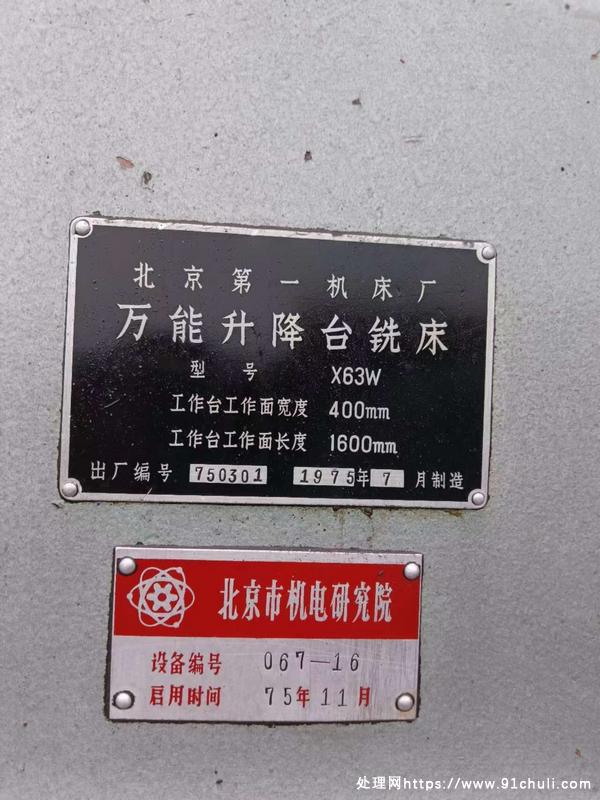 北京第一机床厂
万能升降台铣床
型号 X63W
工作台工作面宽度 400mm
工作台工作面长度 1600mm
出厂编号 750301 1975年7月制造
北京市机电研究院
设备编号 067-16
启用时间 75年11月
处理网https://www.91chuli.com/